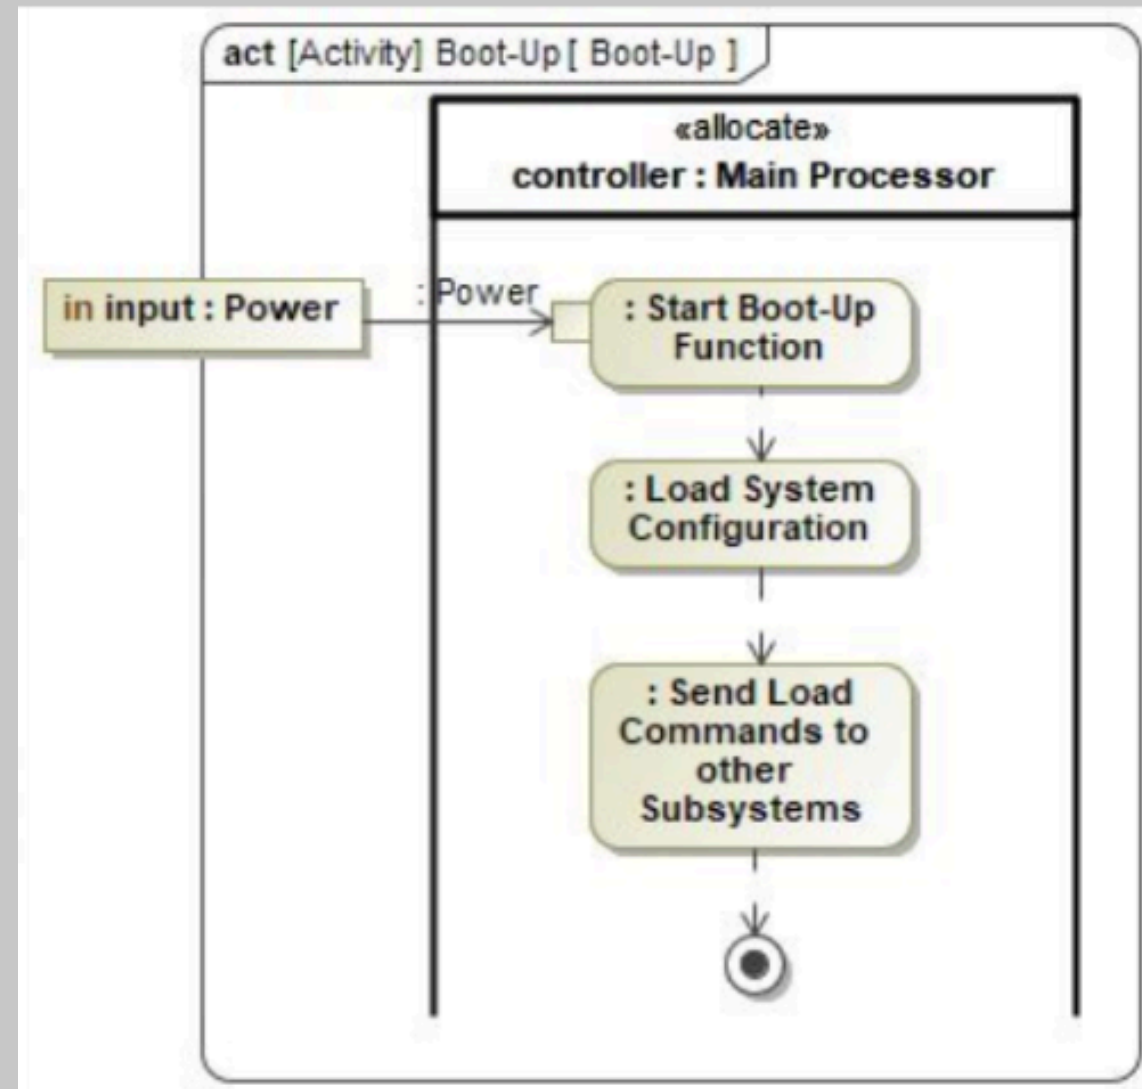 act [Activity] Boot-Up [ Boot-Up ]
«allocate»
controller : Main Processor
in input : Power
: Power
: Start Boot-Up
Function
: Load System
Configuration
: Send Load
Commands to
other
Subsystems